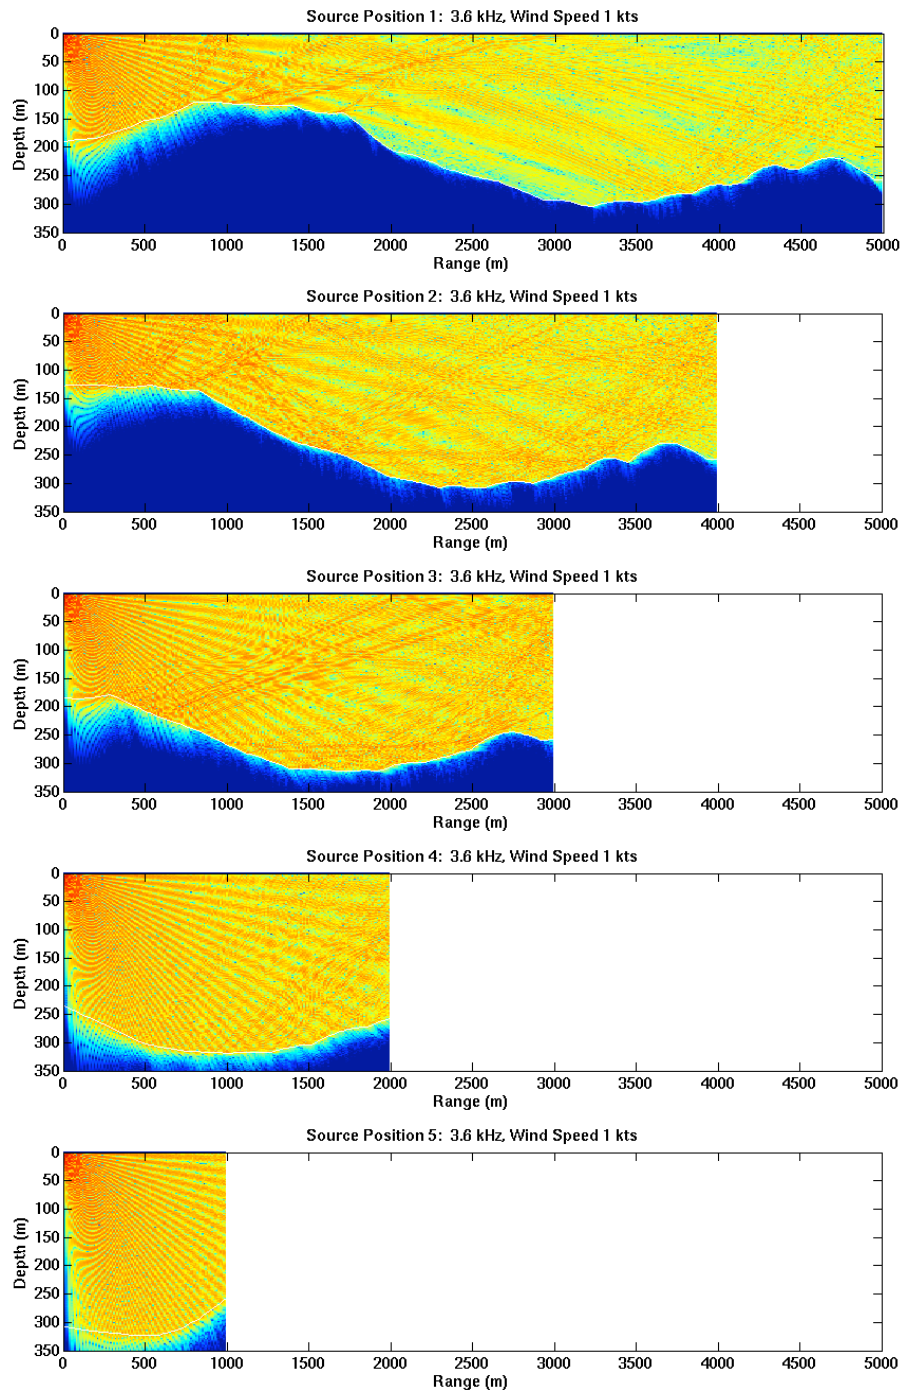 Source Position 1: 3.6 kHz, Wind Speed 1 kts
0
50
100
150
200
250
300
350
Depth (m)
0 500 1000 1500 2000 2500 3000 3500 4000 4500 5000
Range (m)
Source Position 2: 3.6 kHz, Wind Speed 1 kts
0
50
100
150
200
250
300
350
Depth (m)
0 500 1000 1500 2000 2500 3000 3500 4000 4500 5000
Range (m)
Source Position 3: 3.6 kHz, Wind Speed 1 kts
0
50
100
150
200
250
300
350
Depth (m)
0 500 1000 1500 2000 2500 3000 3500 4000 4500 5000
Range (m)
Source Position 4: 3.6 kHz, Wind Speed 1 kts
0
50
100
150
200
250
300
350
Depth (m)
0 500 1000 1500 2000 2500 3000 3500 4000 4500 5000
Range (m)
Source Position 5: 3.6 kHz, Wind Speed 1 kts
0
50
100
150
200
250
300
350
Depth (m)
0 500 1000 1500 2000 2500 3000 3500 4000 4500 5000
Range (m)